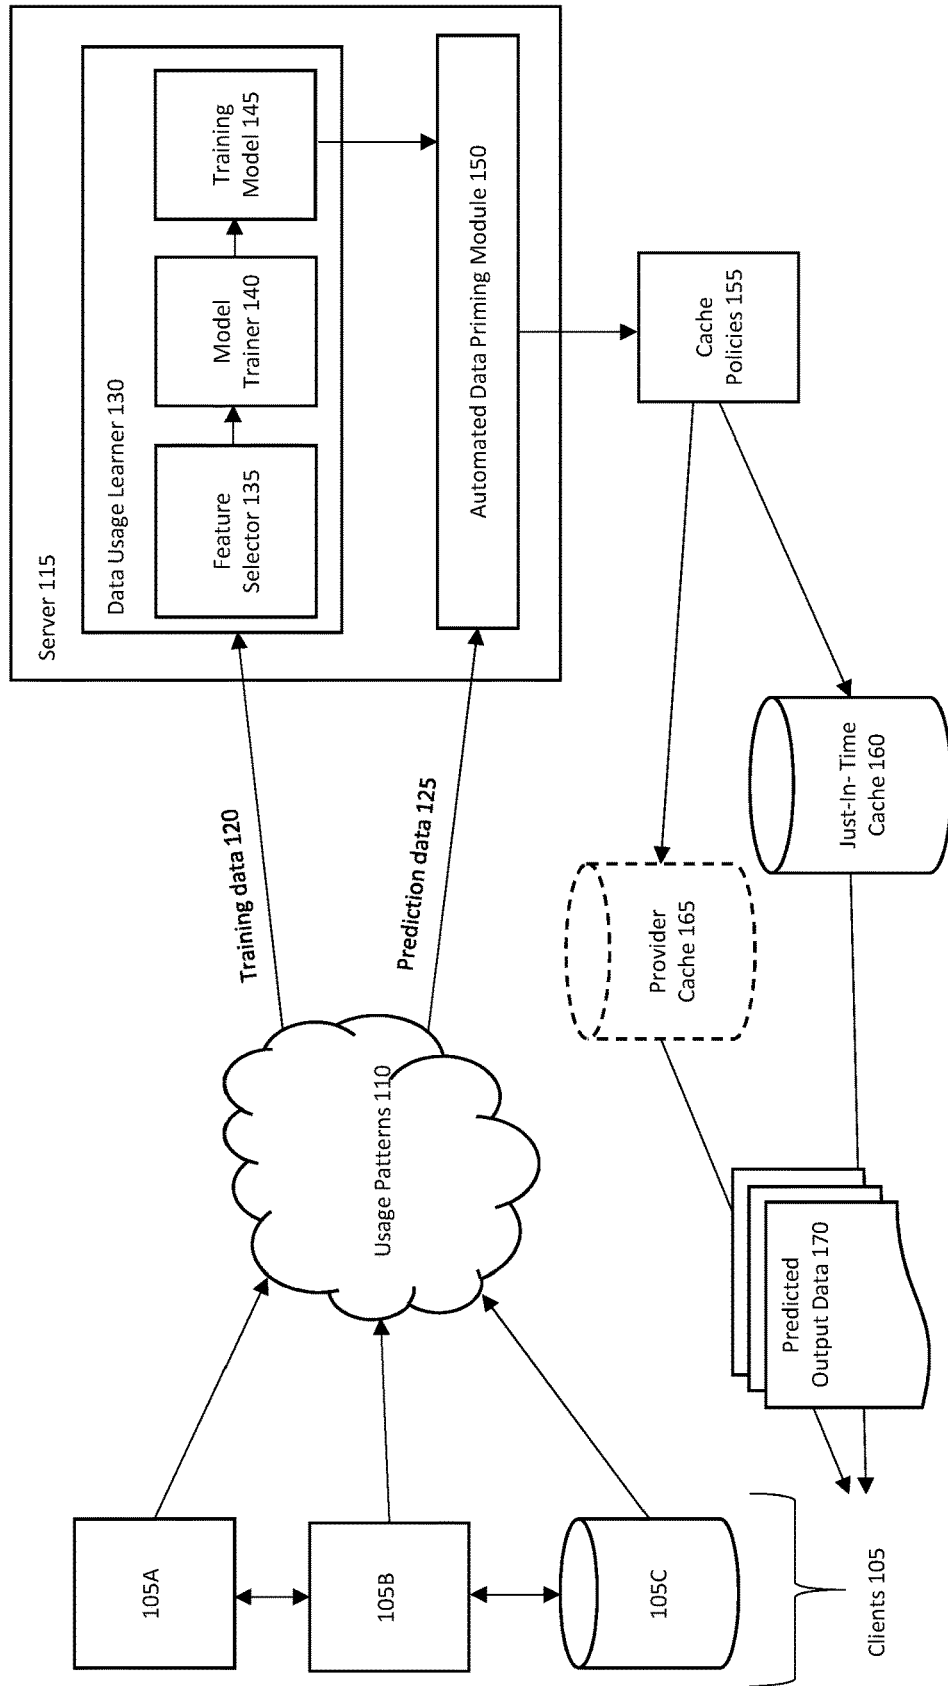 105A
105B
105C
Clients 105
Usage Patterns 110
Training data 120
Prediction data 125
Server 115
Data Usage Learner 130
Feature
Selector 135
Model
Trainer 140
Training
Model 145
Automated Data Priming Module 150
Cache
Policies 155
Provider
Cache 165
Just-In- Time
Cache 160
Predicted
Output Data 170